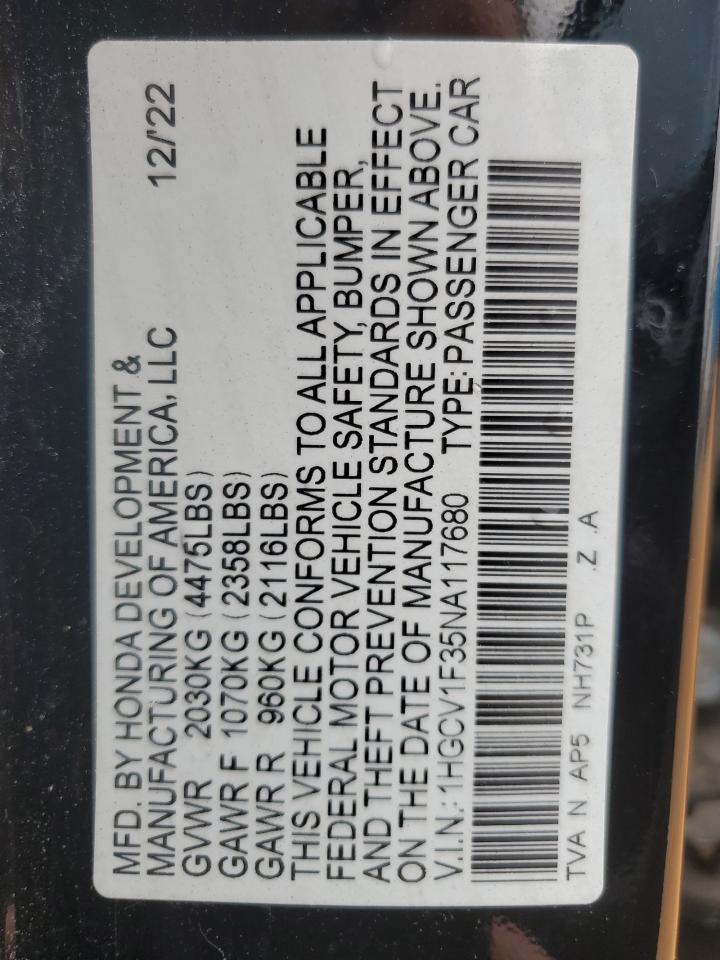 MFD. BY HONDA DEVELOPMENT &
MANUFACTURING OF AMERICA, LLC 12/'22
GVWR 2030KG (4475LBS)
GAWR F 1070KG (2358LBS)
GAWR R 960KG (2116LBS)
THIS VEHICLE CONFORMS TO ALL APPLICABLE
FEDERAL MOTOR VEHICLE SAFETY, BUMPER,
AND THEFT PREVENTION STANDARDS IN EFFECT
ON THE DATE OF MANUFACTURE SHOWN ABOVE.
V.I.N.: 1HGCV1F35NA117680 TYPE: PASSENGER CAR
TVA N AP5 NH731P .Z .A